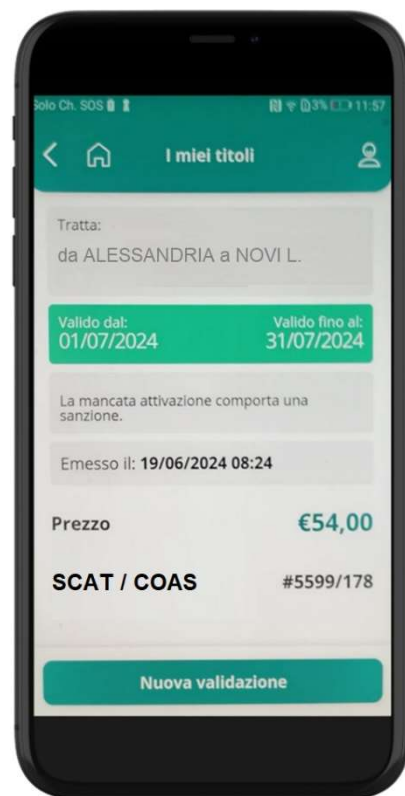 Solo Ch. SOS 3% 11:57
I miei titoli
Tratta:
da ALESSANDRIA a NOVI L.
Valido dal: Valido fino al:
01/07/2024 31/07/2024
La mancata attivazione comporta una
sanzione.
Emesso il: 19/06/2024 08:24
Prezzo €54,00
SCAT / COAS #5599/178
Nuova validazione